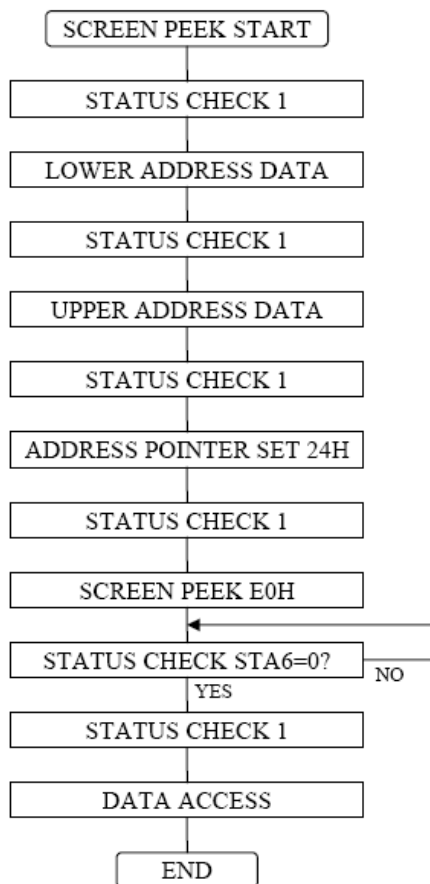 SCREEN PEEK START
STATUS CHECK 1
LOWER ADDRESS DATA
STATUS CHECK 1
UPPER ADDRESS DATA
STATUS CHECK 1
ADDRESS POINTER SET 24H
STATUS CHECK 1
SCREEN PEEK E0H
STATUS CHECK STA6=0?
NO
YES
STATUS CHECK 1
DATA ACCESS
END